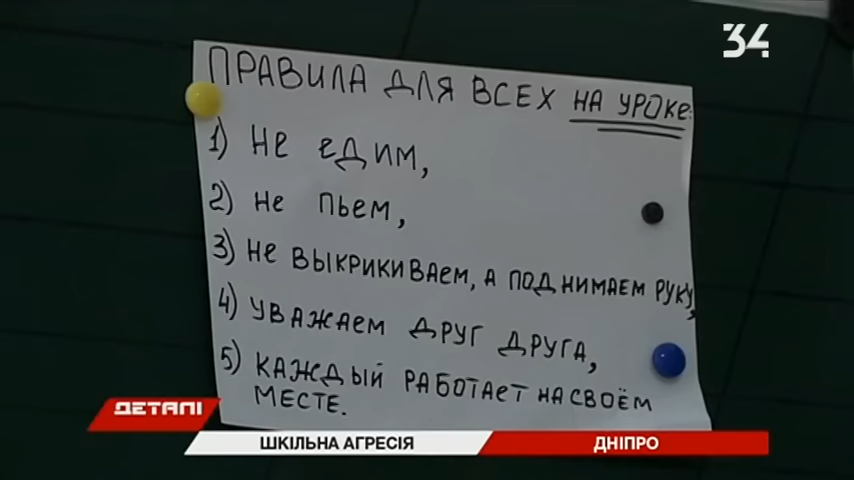 34
ПРАВИЛА ДЛЯ ВСЕХ НА УРОКЕ:
1) НЕ ЕДИМ,
2) НЕ ПЬЕМ,
3) НЕ ВЫКРИКИВАЕМ, А ПОДНИМАЕМ РУКУ,
4) УВАЖАЕМ ДРУГ ДРУГА,
5) КАЖДЫЙ РАБОТАЕТ НА СВОЁМ
МЕСТЕ.
ДЕТАЛІ
ШКІЛЬНА АГРЕСІЯ ДНІПРО